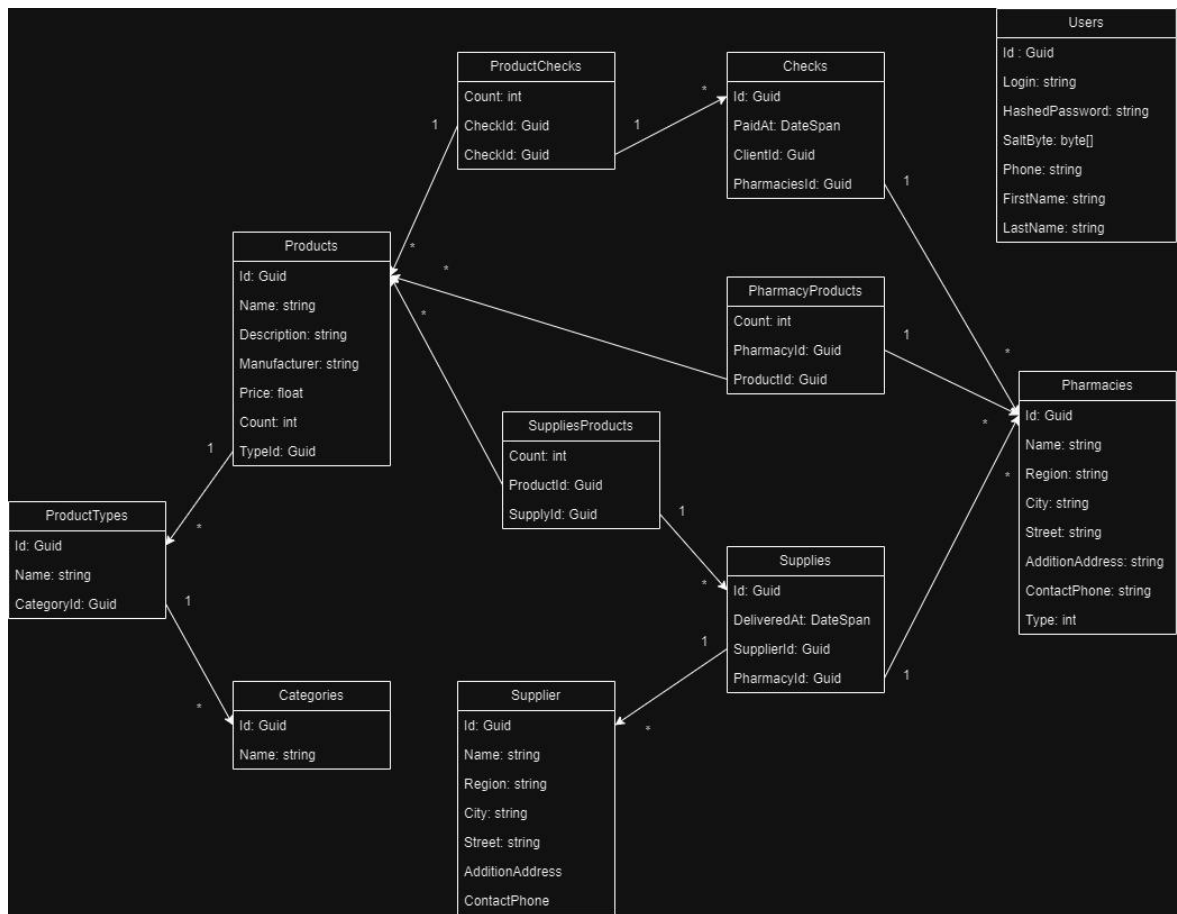 Users
Id : Guid
Login: string
HashedPassword: string
SaltByte: byte[]
Phone: string
FirstName: string
LastName: string
ProductChecks
Count: int
CheckId: Guid
CheckId: Guid
Checks
Id: Guid
PaidAt: DateSpan
ClientId: Guid
PharmaciesId: Guid
1
*
1
*
1
*
Products
Id: Guid
Name: string
Description: string
Manufacturer: string
Price: float
Count: int
TypeId: Guid
*
*
PharmacyProducts
Count: int
PharmacyId: Guid
ProductId: Guid
1
*
Pharmacies
Id: Guid
Name: string
Region: string
City: string
Street: string
AdditionAddress: string
ContactPhone: string
Type: int
SuppliesProducts
Count: int
ProductId: Guid
SupplyId: Guid
1
*
1
*
ProductTypes
Id: Guid
Name: string
CategoryId: Guid
1
*
Supplies
Id: Guid
DeliveredAt: DateSpan
SupplierId: Guid
PharmacyId: Guid
1
*
1
*
Categories
Id: Guid
Name: string
Supplier
Id: Guid
Name: string
Region: string
City: string
Street: string
AdditionAddress
ContactPhone